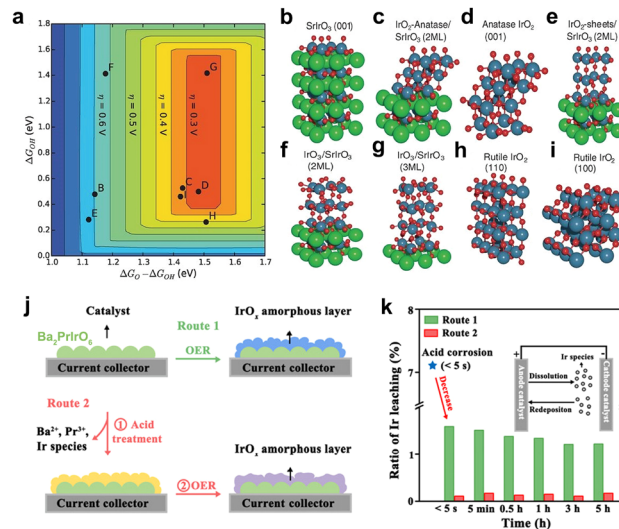 a
ΔG_OH (eV)
1.8
1.6
1.4
1.2
1.0
0.8
0.6
0.4
0.2
0.0
1.0 1.1 1.2 1.3 1.4 1.5 1.6 1.7
ΔG_O − ΔG_OH (eV)
η = 0.6 V
η = 0.5 V
η = 0.4 V
η = 0.3 V
F
G
B
E
C
I
D
H
b
SrIrO3 (001)
c
IrO2-Anatase/
SrIrO3 (2ML)
d
Anatase IrO2
(001)
e
IrO2-sheets/
SrIrO3 (2ML)
f
IrO3/SrIrO3
(2ML)
g
IrO3/SrIrO3
(3ML)
h
Rutile IrO2
(110)
i
Rutile IrO2
(100)
j
Catalyst
Ba2PrIrO6
Current collector
Route 1
OER
IrOx amorphous layer
Current collector
Route 2
Ba2+, Pr3+,
Ir species
① Acid
treatment
Current collector
② OER
IrOx amorphous layer
Current collector
k
Ratio of Ir leaching (%)
8
7
1
0
Route 1
Route 2
Acid corrosion
(< 5 s)
Decrease
+
-
Anode catalyst
Cathode catalyst
Ir species
Dissolution
Redepositon
< 5 s 5 min 0.5 h 1 h 3 h 5 h
Time (h)